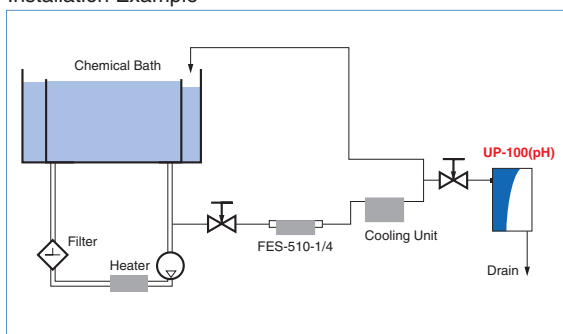 Installation Example
Chemical Bath
UP-100(pH)
Filter
FES-510-1/4
Cooling Unit
Heater
Drain